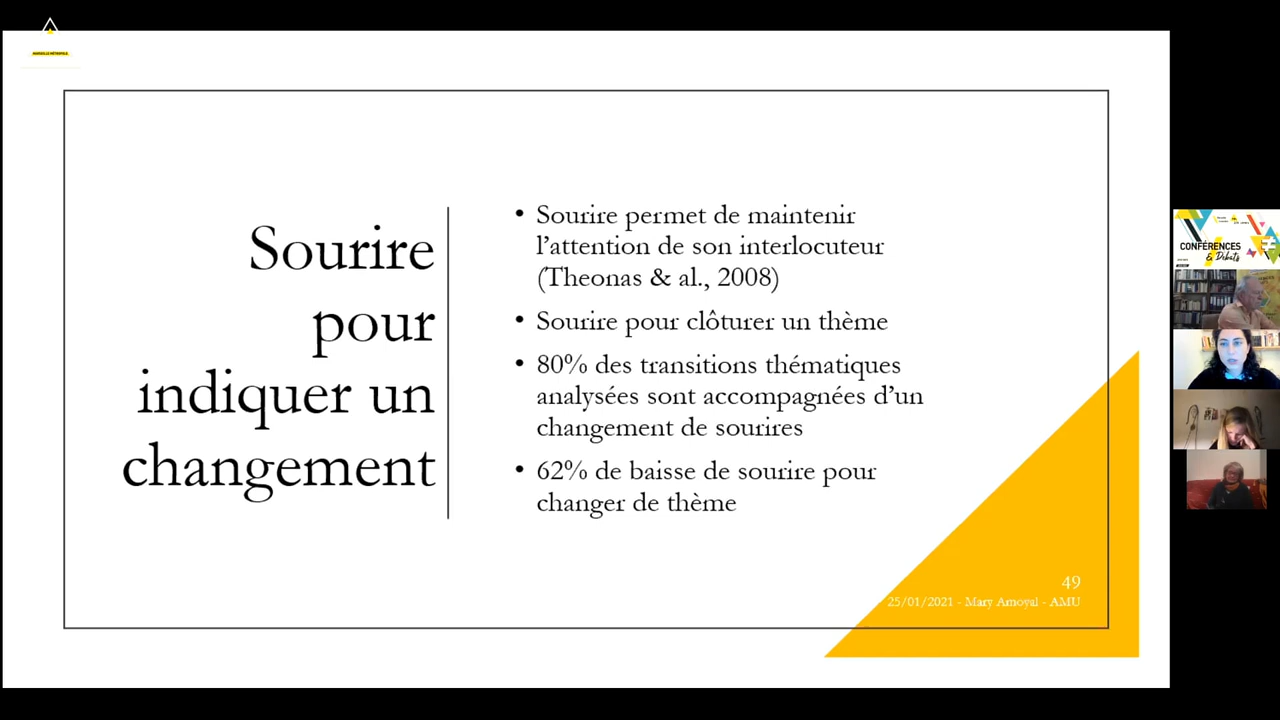 MARSEILLE MÉTROPOLE
Sourire
pour
indiquer un
changement
• Sourire permet de maintenir
l’attention de son interlocuteur
(Theonas & al., 2008)
• Sourire pour clôturer un thème
• 80% des transitions thématiques
analysées sont accompagnées d’un
changement de sourires
• 62% de baisse de sourire pour
changer de thème
49
25/01/2021 - Mary Amoyal - AMU
CONFÉRENCES
& Débats